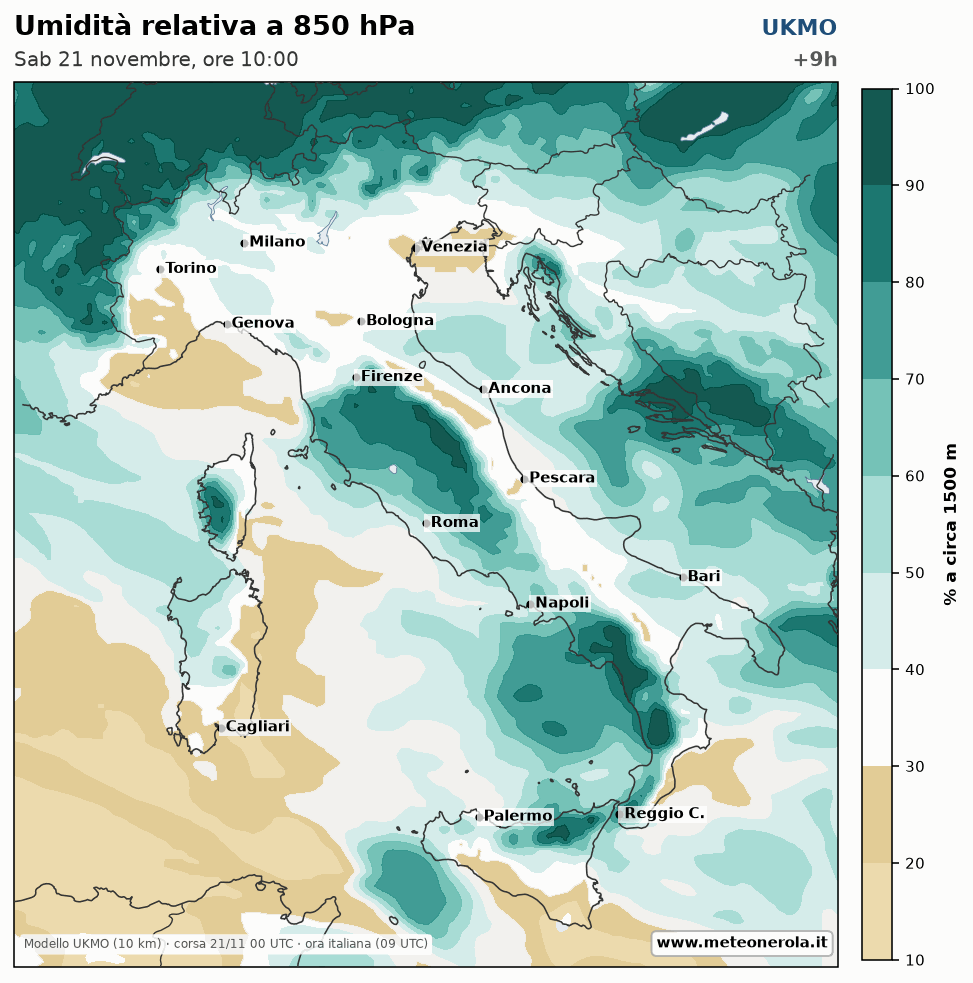 Umidità relativa a 850 hPa
UKMO
Sab 21 novembre, ore 10:00
+9h
Milano
Venezia
Torino
Genova
Bologna
Firenze
Ancona
Pescara
Roma
Bari
Napoli
Cagliari
Palermo
Reggio C.
100
90
80
70
60
50
40
30
20
10
% a circa 1500 m
Modello UKMO (10 km) · corsa 21/11 00 UTC · ora italiana (09 UTC)
www.meteonerola.it